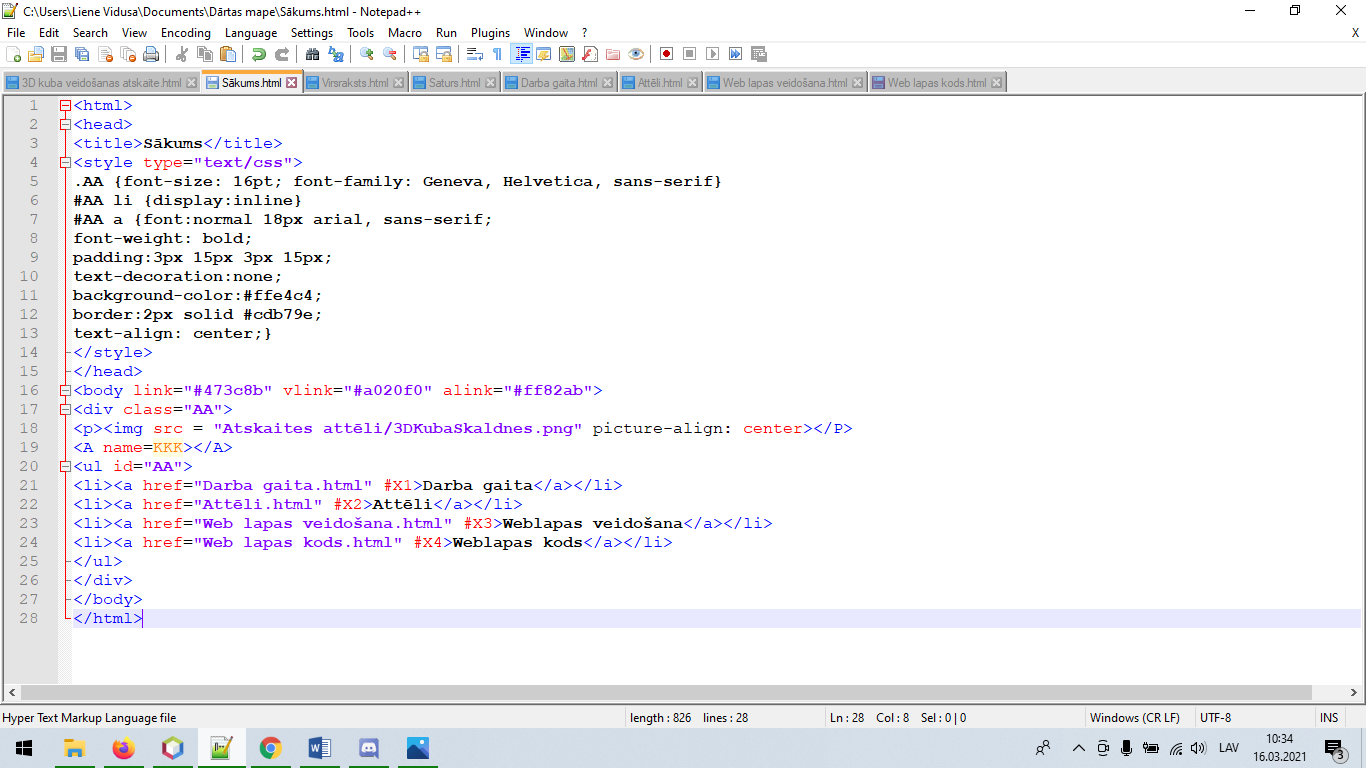 C:\Users\Liene Vidusa\Documents\Dārtas mape\Sākums.html - Notepad++
File Edit Search View Encoding Language Settings Tools Macro Run Plugins Window ? X
3D kuba veidošanas atskaite.html Sākums.html Virsraksts.html Saturs.html Darba gaita.html Attēli.html Web lapas veidošana.html Web lapas kods.html
1 <html>
2 <head>
3 <title>Sākums</title>
4 <style type="text/css">
5 .AA {font-size: 16pt; font-family: Geneva, Helvetica, sans-serif}
6 #AA li {display:inline}
7 #AA a {font:normal 18px arial, sans-serif;
8 font-weight: bold;
9 padding:3px 15px 3px 15px;
10 text-decoration:none;
11 background-color:#ffe4c4;
12 border:2px solid #cdb79e;
13 text-align: center;}
14 </style>
15 </head>
16 <body link="#473c8b" vlink="#a020f0" alink="#ff82ab">
17 <div class="AA">
18 <p><img src = "Atskaites attēli/3DKubaSkaldnes.png" picture-align: center></P>
19 <A name=KKK></A>
20 <ul id="AA">
21 <li><a href="Darba gaita.html" #X1>Darba gaita</a></li>
22 <li><a href="Attēli.html" #X2>Attēli</a></li>
23 <li><a href="Web lapas veidošana.html" #X3>Weblapas veidošana</a></li>
24 <li><a href="Web lapas kods.html" #X4>Weblapas kods</a></li>
25 </ul>
26 </div>
27 </body>
28 </html>
Hyper Text Markup Language file length : 826 lines : 28 Ln : 28 Col : 8 Sel : 0 | 0 Windows (CR LF) UTF-8 INS
LAV 10:34
16.03.2021 3